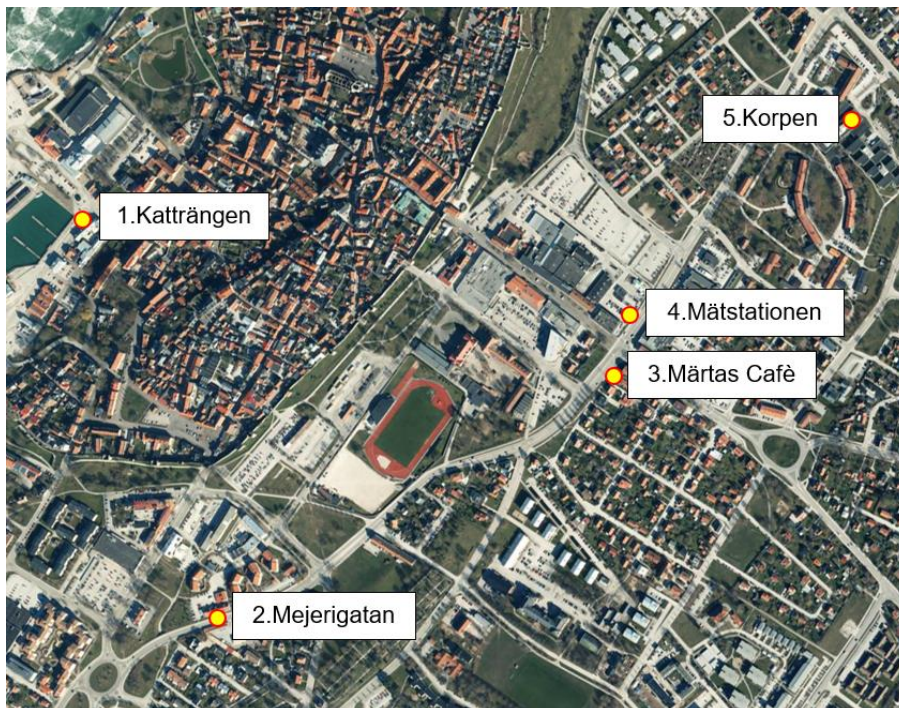 5.Korpen
1.Katträngen
4.Mätstationen
3.Märtas Cafè
2.Mejerigatan